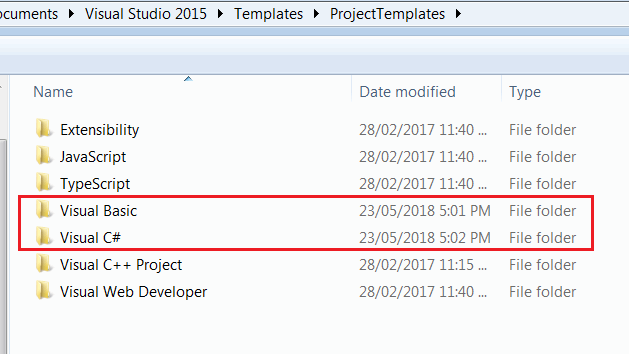 ocuments ▸ Visual Studio 2015 ▸ Templates ▸ ProjectTemplates ▸
Name Date modified Type
Extensibility 28/02/2017 11:40 ... File folder
JavaScript 28/02/2017 11:40 ... File folder
TypeScript 28/02/2017 11:40 ... File folder
Visual Basic 23/05/2018 5:01 PM File folder
Visual C# 23/05/2018 5:02 PM File folder
Visual C++ Project 28/02/2017 11:15 ... File folder
Visual Web Developer 28/02/2017 11:40 ... File folder